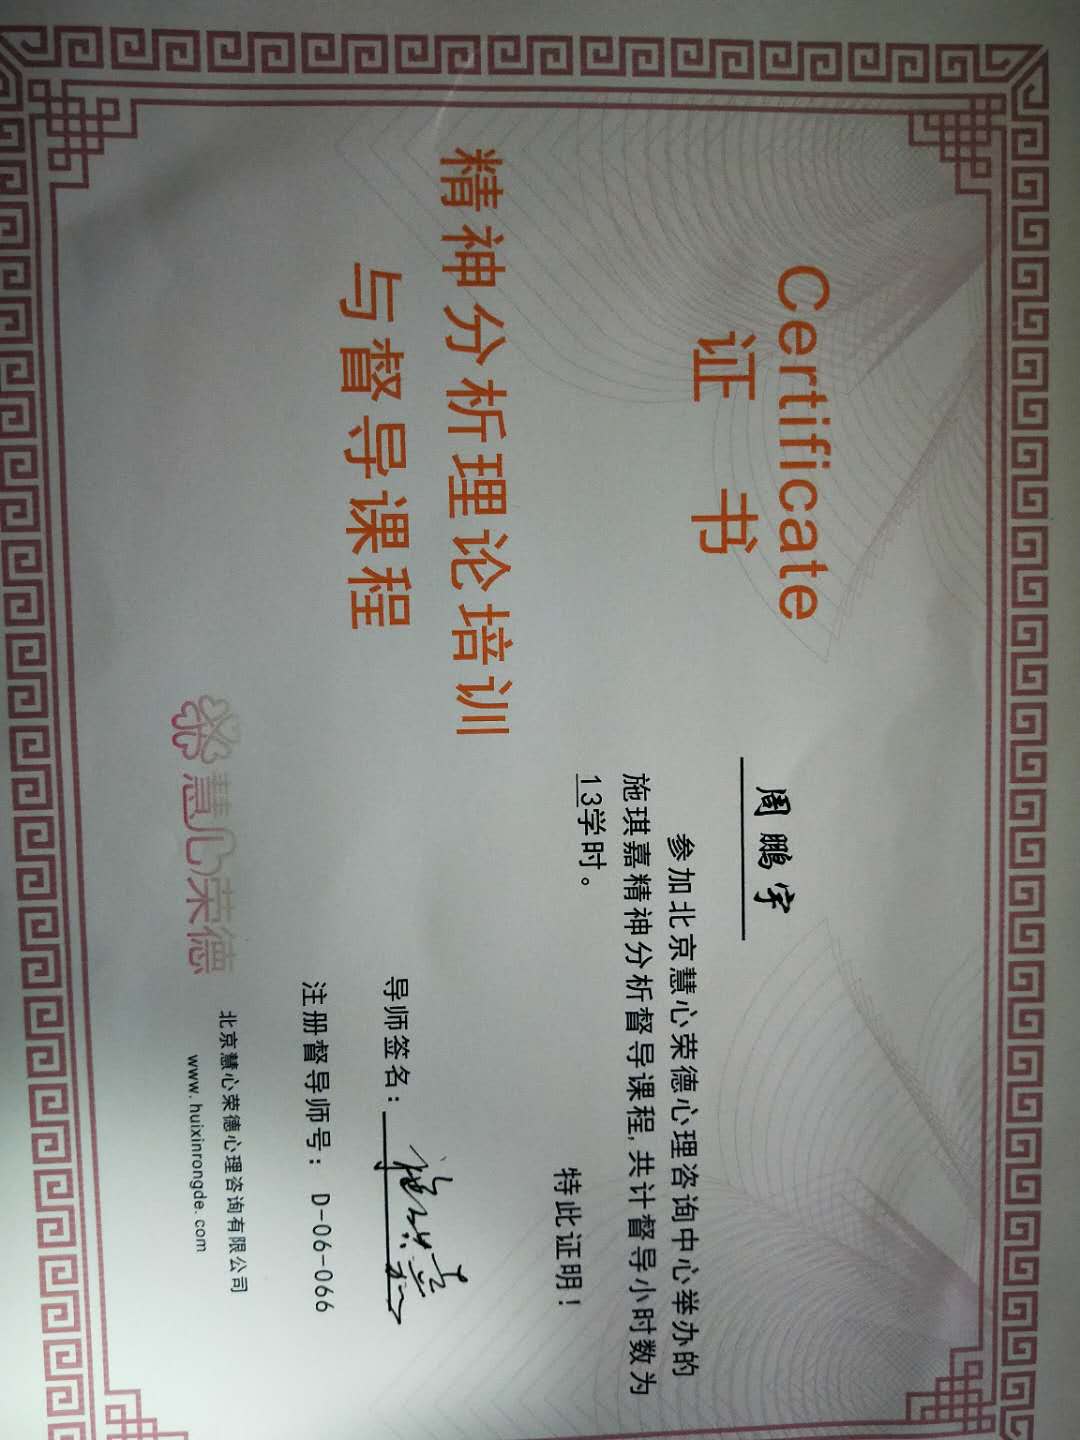 Certificate
证 书
精神分析理论培训
与督导课程
周鹏宇
参加北京慧心荣德心理咨询中心举办的
施琪嘉精神分析督导课程,共计督导小时数为
13学时。
特此证明!
导师签名:
注册督导师号: D-06-066
慧心荣德
北京慧心荣德心理咨询有限公司
www.huixinrongde.com